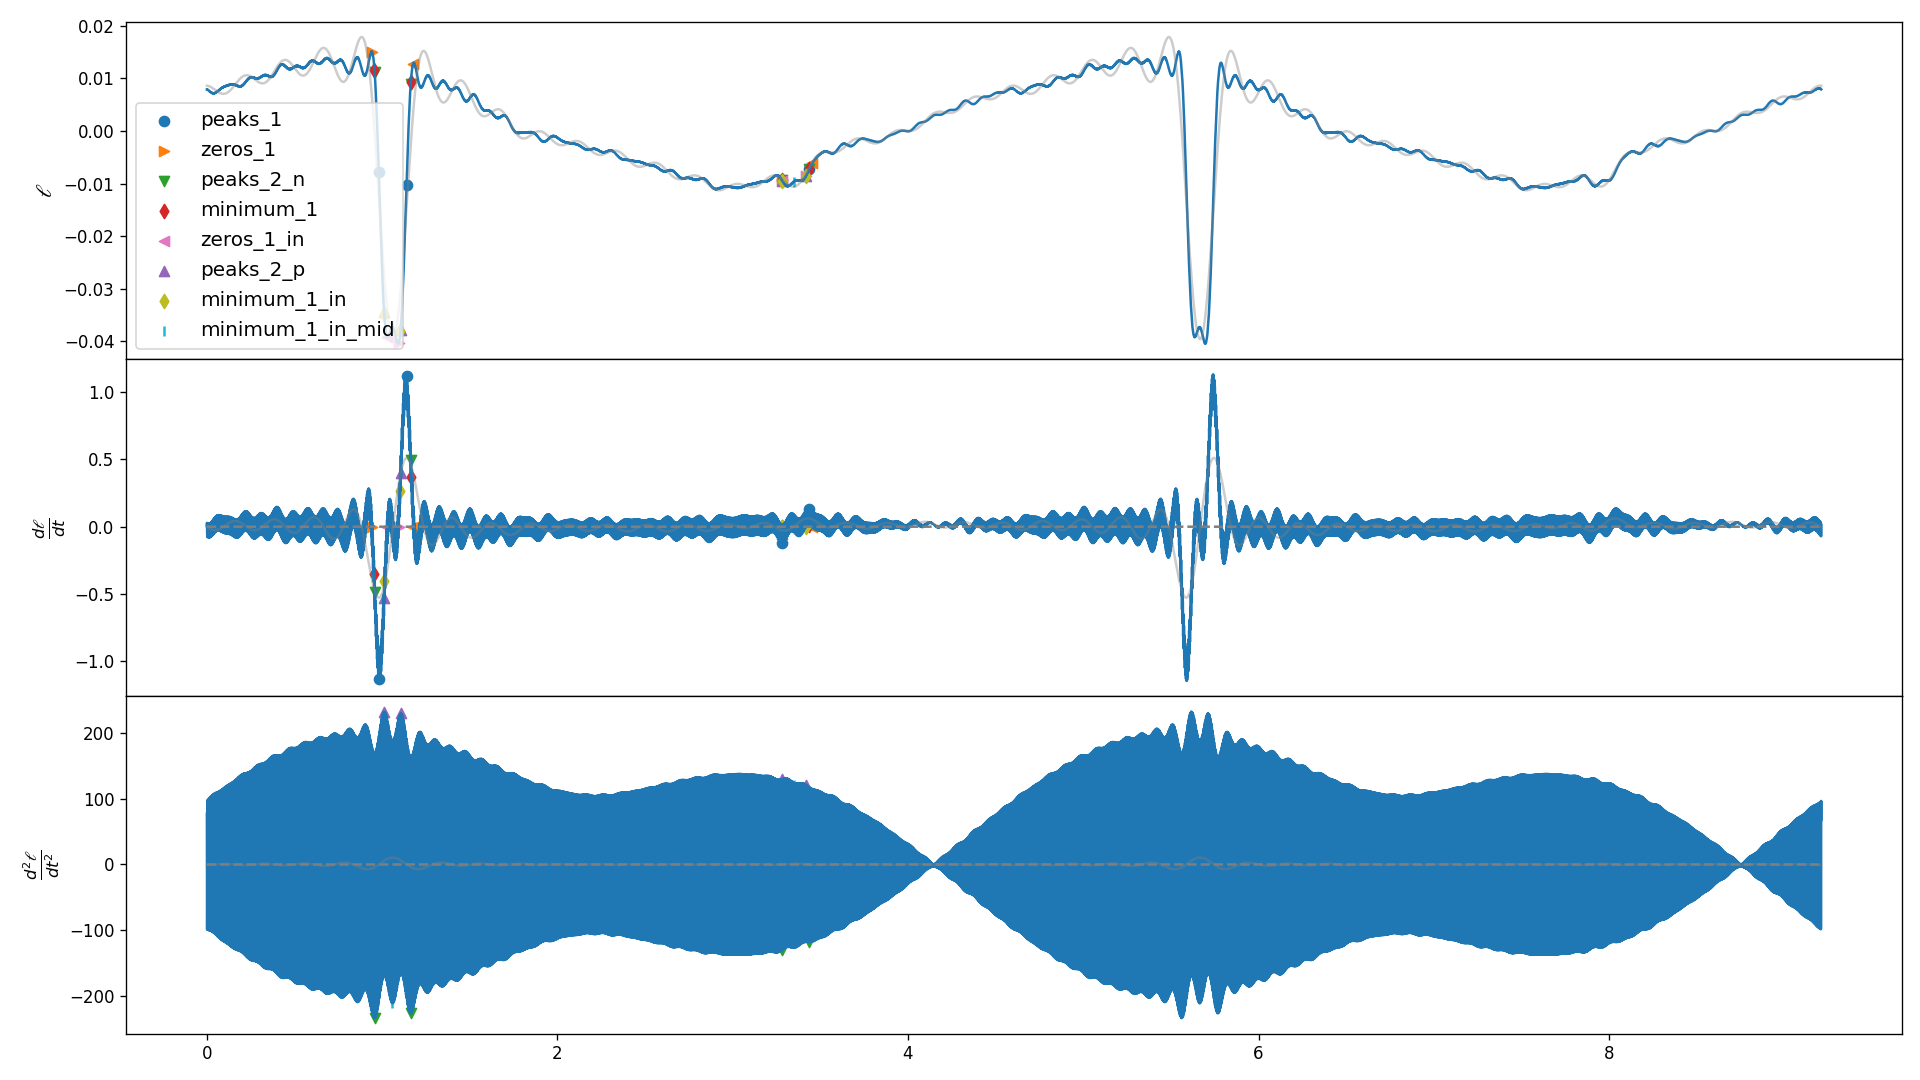 0.02
0.01
0.00
−0.01
−0.02
−0.03
−0.04
ℓ
peaks_1
zeros_1
peaks_2_n
minimum_1
zeros_1_in
peaks_2_p
minimum_1_in
minimum_1_in_mid
1.0
0.5
0.0
−0.5
−1.0
dℓ
dt
200
100
0
−100
−200
d²ℓ
dt²
0 2 4 6 8